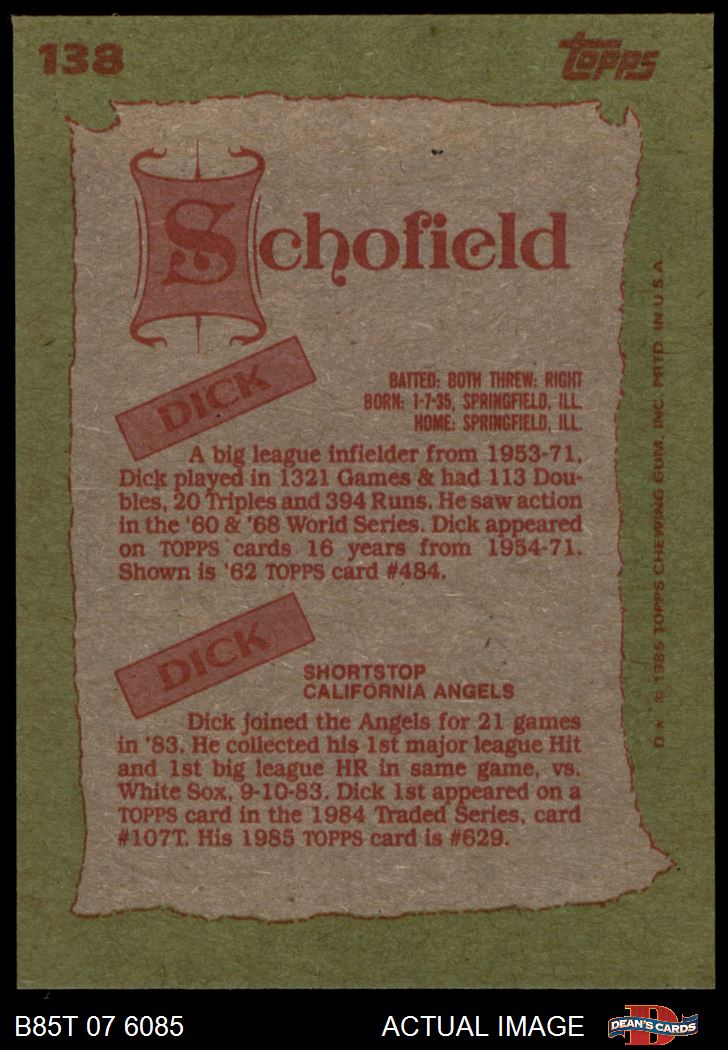 138
TOPPS
Schofield
DICK
BATTED: BOTH THREW: RIGHT
BORN: 1-7-35, SPRINGFIELD, ILL.
HOME: SPRINGFIELD, ILL.
A big league infielder from 1953-71,
Dick played in 1321 Games & had 113 Dou-
bles, 20 Triples and 394 Runs. He saw action
in the '60 & '68 World Series. Dick appeared
on TOPPS cards 16 years from 1954-71.
Shown is '62 TOPPS card #484.
DICK
SHORTSTOP
CALIFORNIA ANGELS
Dick joined the Angels for 21 games
in '83. He collected his 1st major league Hit
and 1st big league HR in same game, vs.
White Sox, 9-10-83. Dick 1st appeared on a
TOPPS card in the 1984 Traded Series, card
#107T. His 1985 TOPPS card is #629.
D* © 1985 TOPPS CHEWING GUM, INC. PRTD. IN U.S.A.
B85T 07 6085
ACTUAL IMAGE
D
DEAN'S CARDS